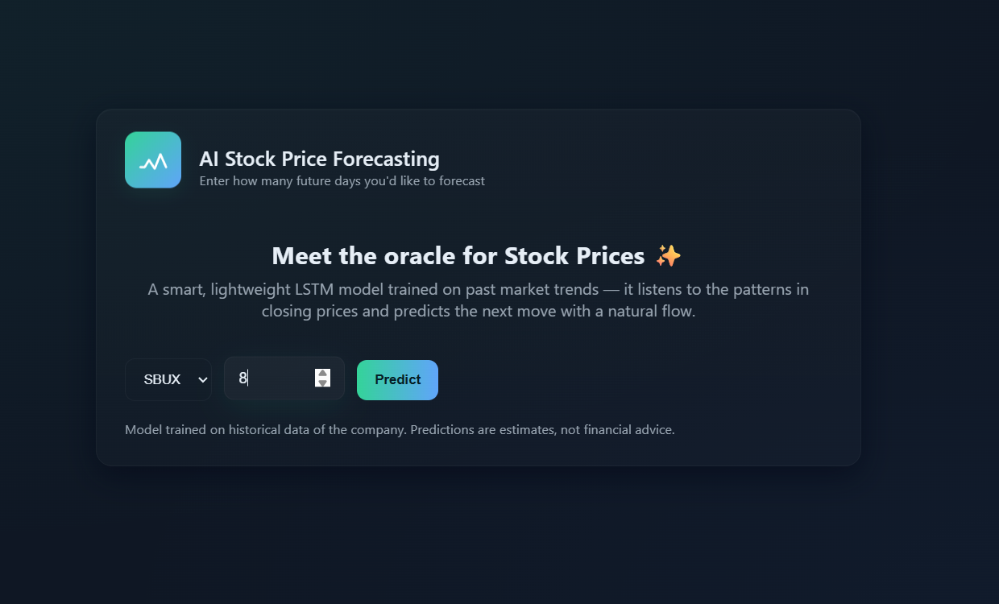 AI Stock Price Forecasting
Enter how many future days you'd like to forecast
Meet the oracle for Stock Prices ✨
A smart, lightweight LSTM model trained on past market trends — it listens to the patterns in
closing prices and predicts the next move with a natural flow.
SBUX 8 Predict
Model trained on historical data of the company. Predictions are estimates, not financial advice.